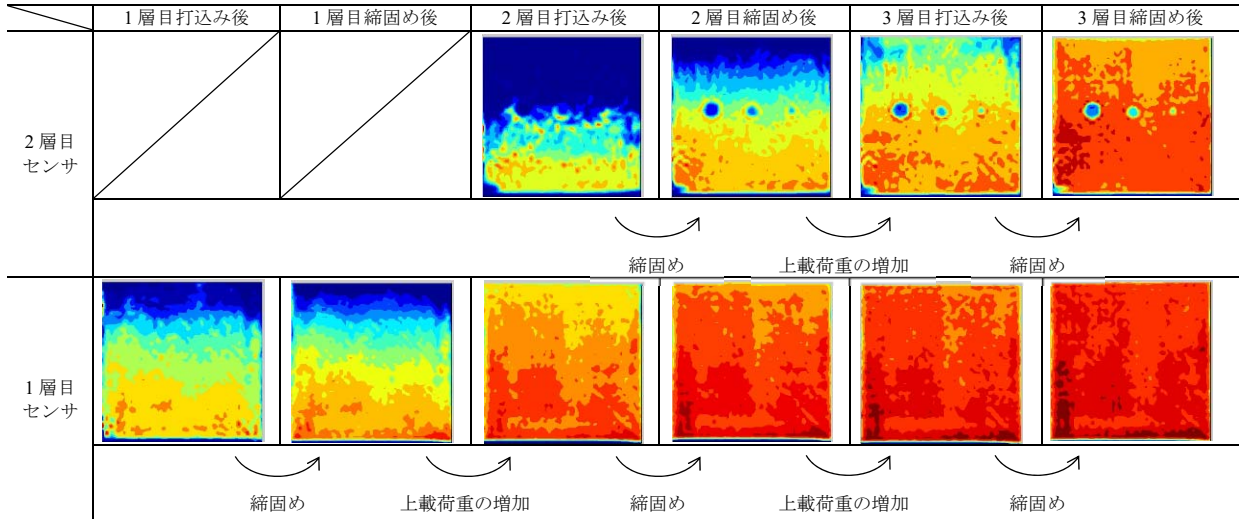 1層目打込み後 1層目締固め後 2層目打込み後 2層目締固め後 3層目打込み後 3層目締固め後
2層目
センサ
締固め 上載荷重の増加 締固め
1層目
センサ
締固め 上載荷重の増加 締固め 上載荷重の増加 締固め